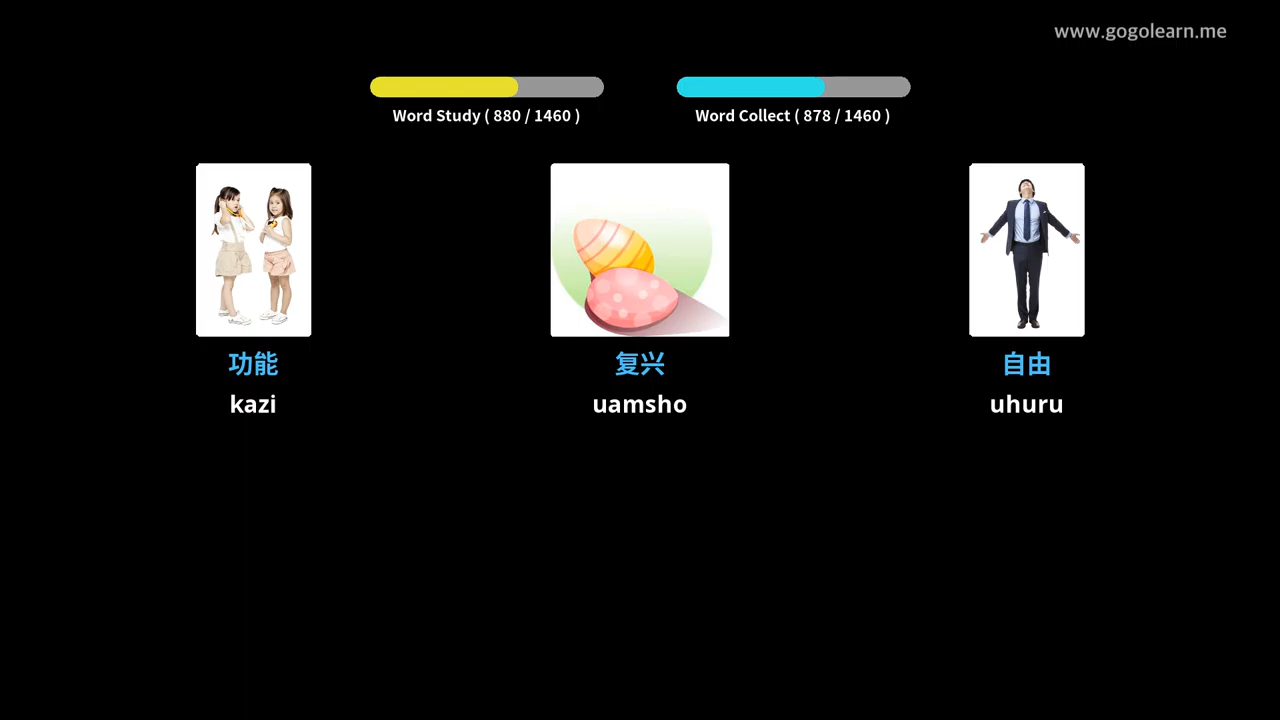 www.gogolearn.me
Word Study ( 880 / 1460 )
Word Collect ( 878 / 1460 )
功能
复兴
自由
kazi
uamsho
uhuru